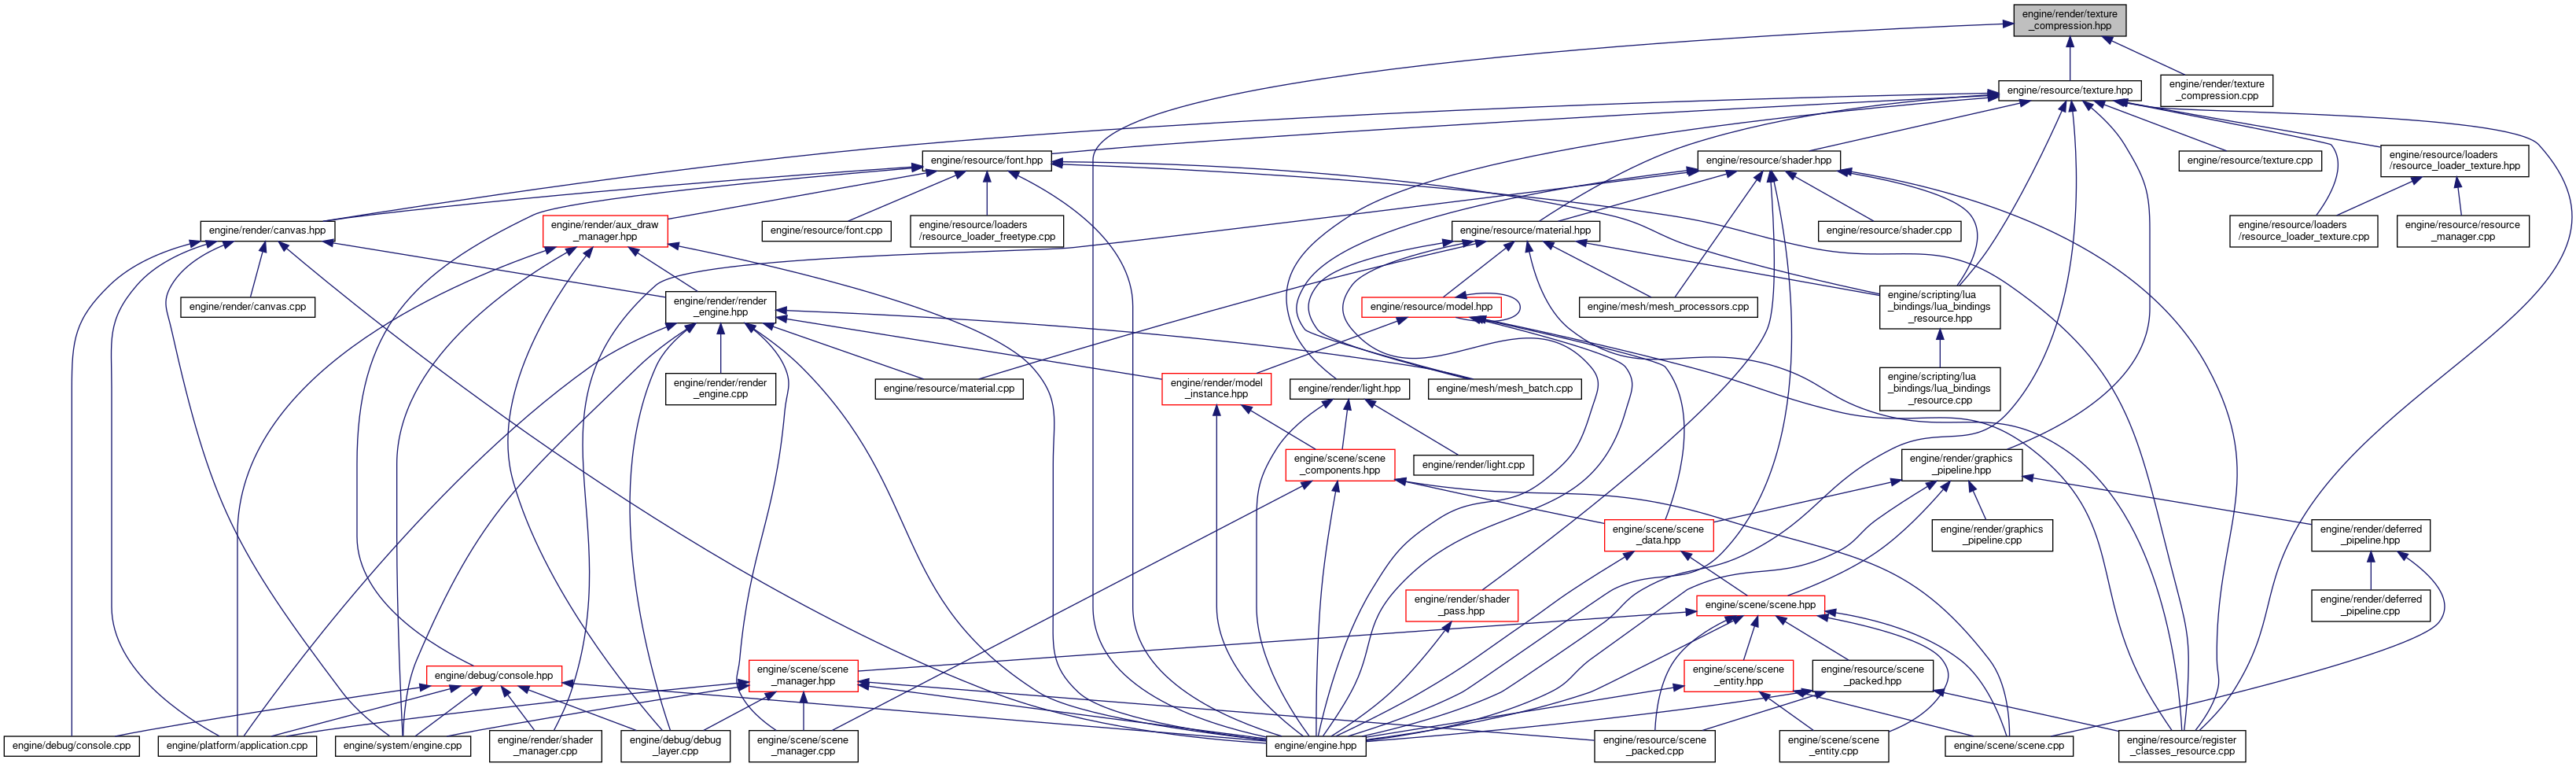 engine/render/texture
_compression.hpp
engine/resource/texture.hpp
engine/render/texture
_compression.cpp
engine/resource/font.hpp
engine/resource/shader.hpp
engine/resource/texture.cpp
engine/resource/loaders
/resource_loader_texture.hpp
engine/render/canvas.hpp
engine/render/aux_draw
_manager.hpp
engine/resource/font.cpp
engine/resource/loaders
/resource_loader_freetype.cpp
engine/resource/material.hpp
engine/resource/shader.cpp
engine/resource/loaders
/resource_loader_texture.cpp
engine/resource/resource
_manager.cpp
engine/render/canvas.cpp
engine/render/render
_engine.hpp
engine/resource/model.hpp
engine/mesh/mesh_processors.cpp
engine/scripting/lua
_bindings/lua_bindings
_resource.hpp
engine/render/render
_engine.cpp
engine/resource/material.cpp
engine/render/model
_instance.hpp
engine/render/light.hpp
engine/mesh/mesh_batch.cpp
engine/scripting/lua
_bindings/lua_bindings
_resource.cpp
engine/scene/scene
_components.hpp
engine/render/light.cpp
engine/render/graphics
_pipeline.hpp
engine/scene/scene
_data.hpp
engine/render/graphics
_pipeline.cpp
engine/render/deferred
_pipeline.hpp
engine/render/shader
_pass.hpp
engine/scene/scene.hpp
engine/render/deferred
_pipeline.cpp
engine/debug/console.hpp
engine/scene/scene
_manager.hpp
engine/scene/scene
_entity.hpp
engine/resource/scene
_packed.hpp
engine/debug/console.cpp
engine/platform/application.cpp
engine/system/engine.cpp
engine/render/shader
_manager.cpp
engine/debug/debug
_layer.cpp
engine/scene/scene
_manager.cpp
engine/engine.hpp
engine/resource/scene
_packed.cpp
engine/scene/scene
_entity.cpp
engine/scene/scene.cpp
engine/resource/register
_classes_resource.cpp